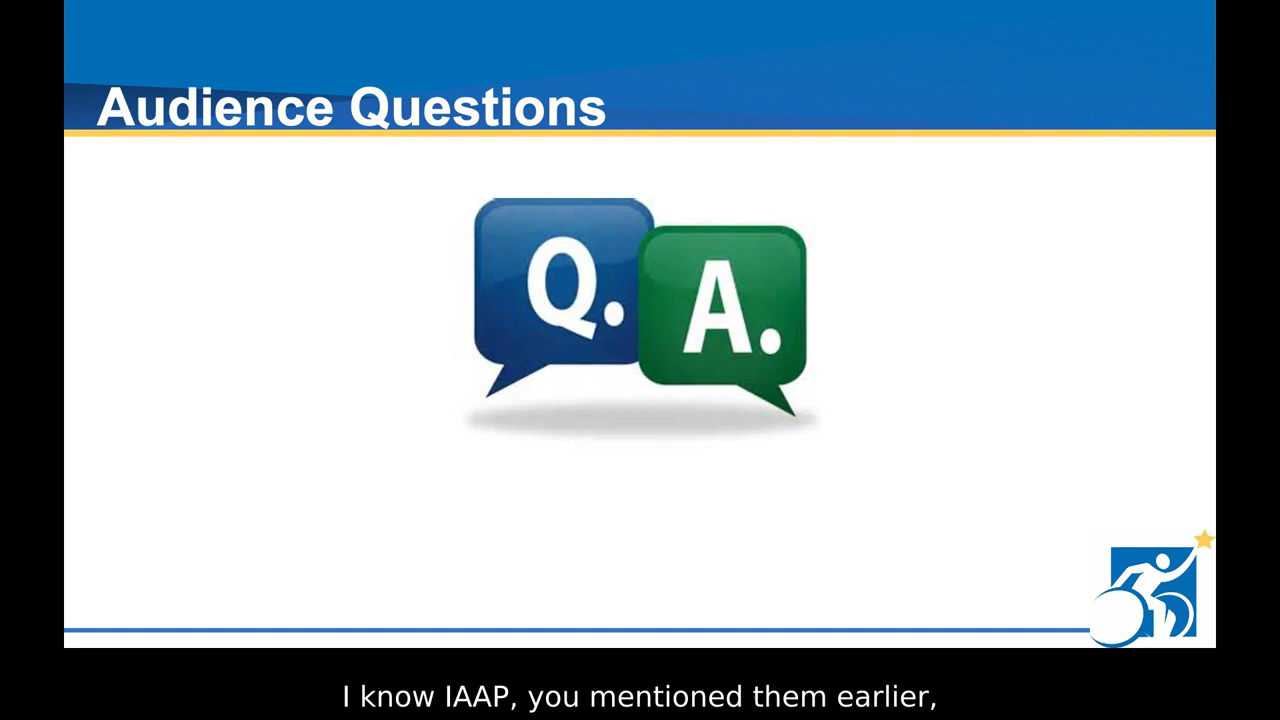 Audience Questions
Q.
A.
I know IAAP, you mentioned them earlier,